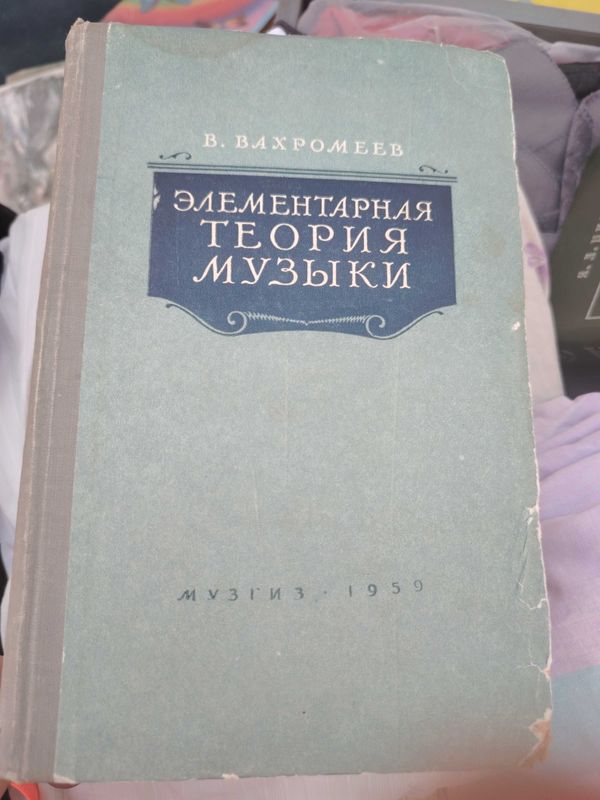 В. ВАХРОМЕЕВ
ЭЛЕМЕНТАРНАЯ
ТЕОРИЯ
МУЗЫКИ
МУЗГИЗ · 1959